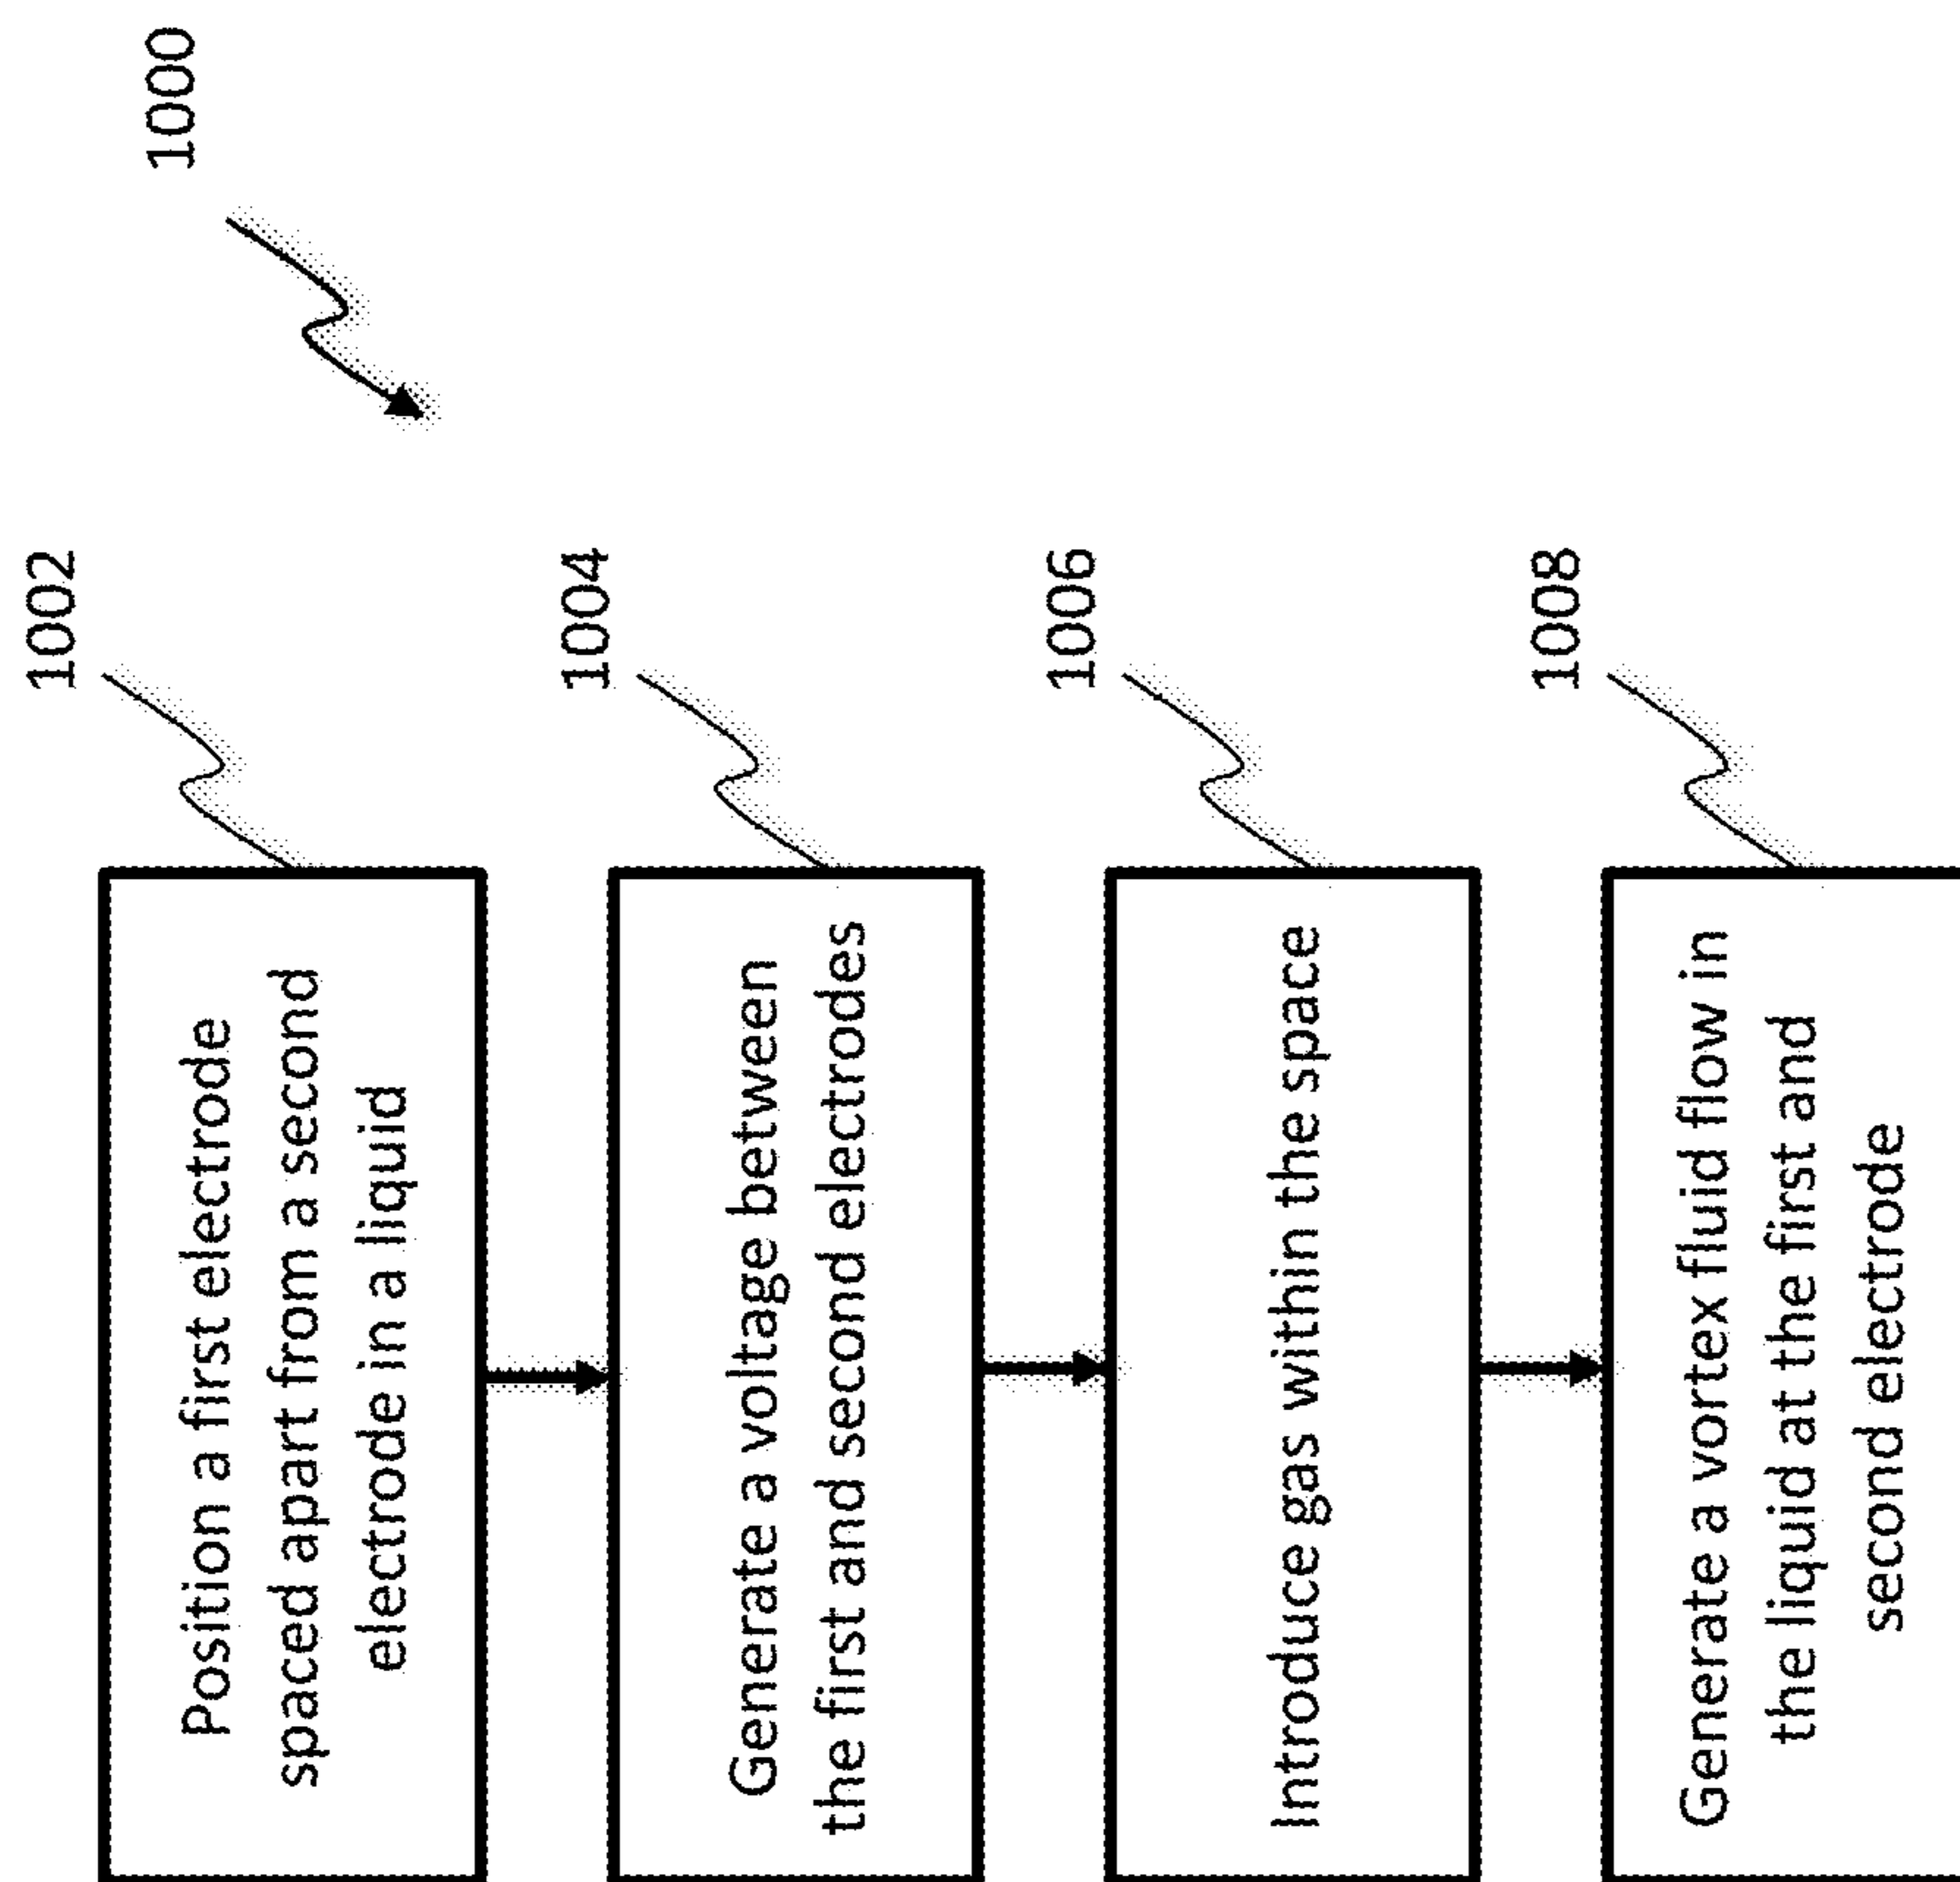 1000
1002
Position a first electrode
spaced apart from a second
electrode in a liquid
1004
Generate a voltage between
the first and second electrodes
1006
Introduce gas within the space
1008
Generate a vortex fluid flow in
the liquid at the first and
second electrode